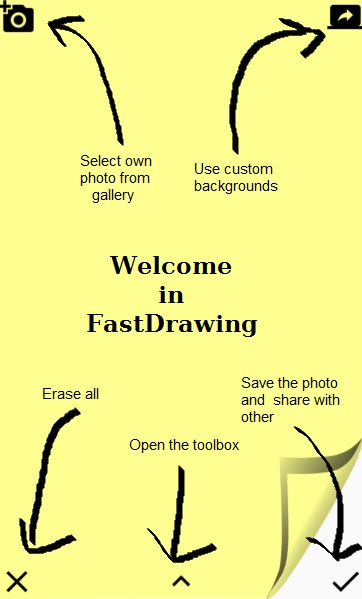 Select own
photo from
gallery
Use custom
backgrounds
Welcome
in
FastDrawing
Erase all
Save the photo
and  share with
other
Open the toolbox